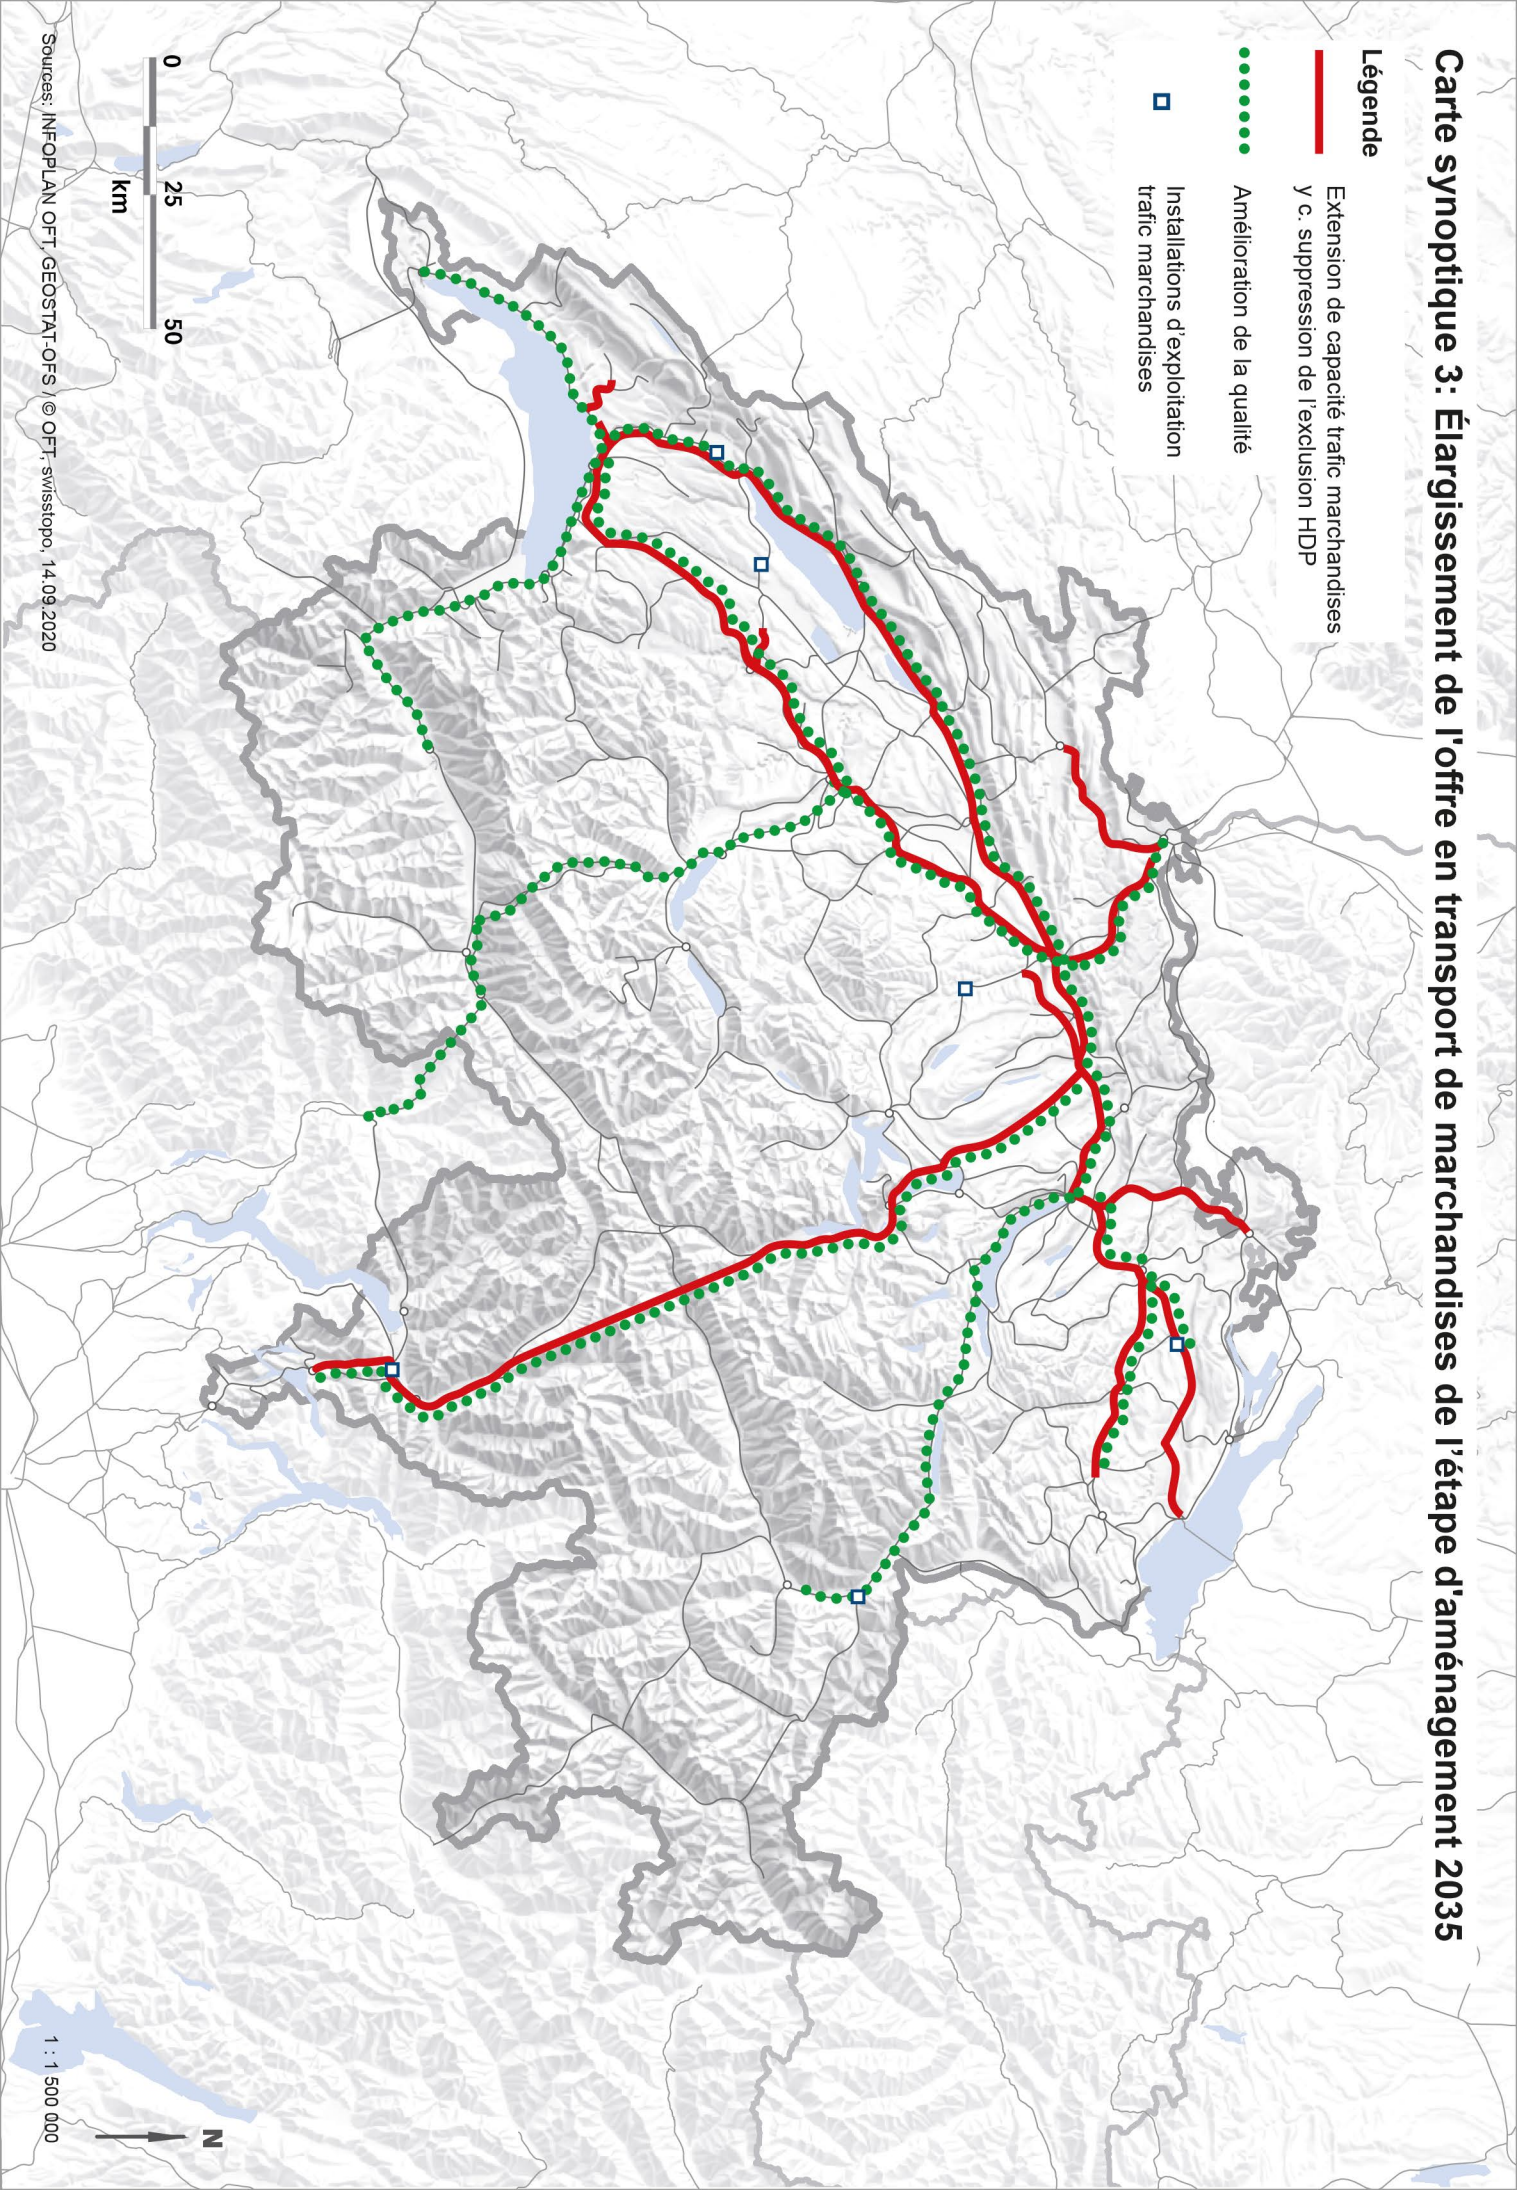 Carte synoptique 3: Élargissement de l'offre en transport de marchandises de l'étape d'aménagement 2035
Légende
Extension de capacité trafic marchandises
y c. suppression de l'exclusion HDP
Amélioration de la qualité
Installations d'exploitation
trafic marchandises
0 25 50
km
Sources: INFOPLAN OFT, GEOSTAT-OFS / © OFT, swisstopo, 14.09.2020
N
1 : 1 500 000